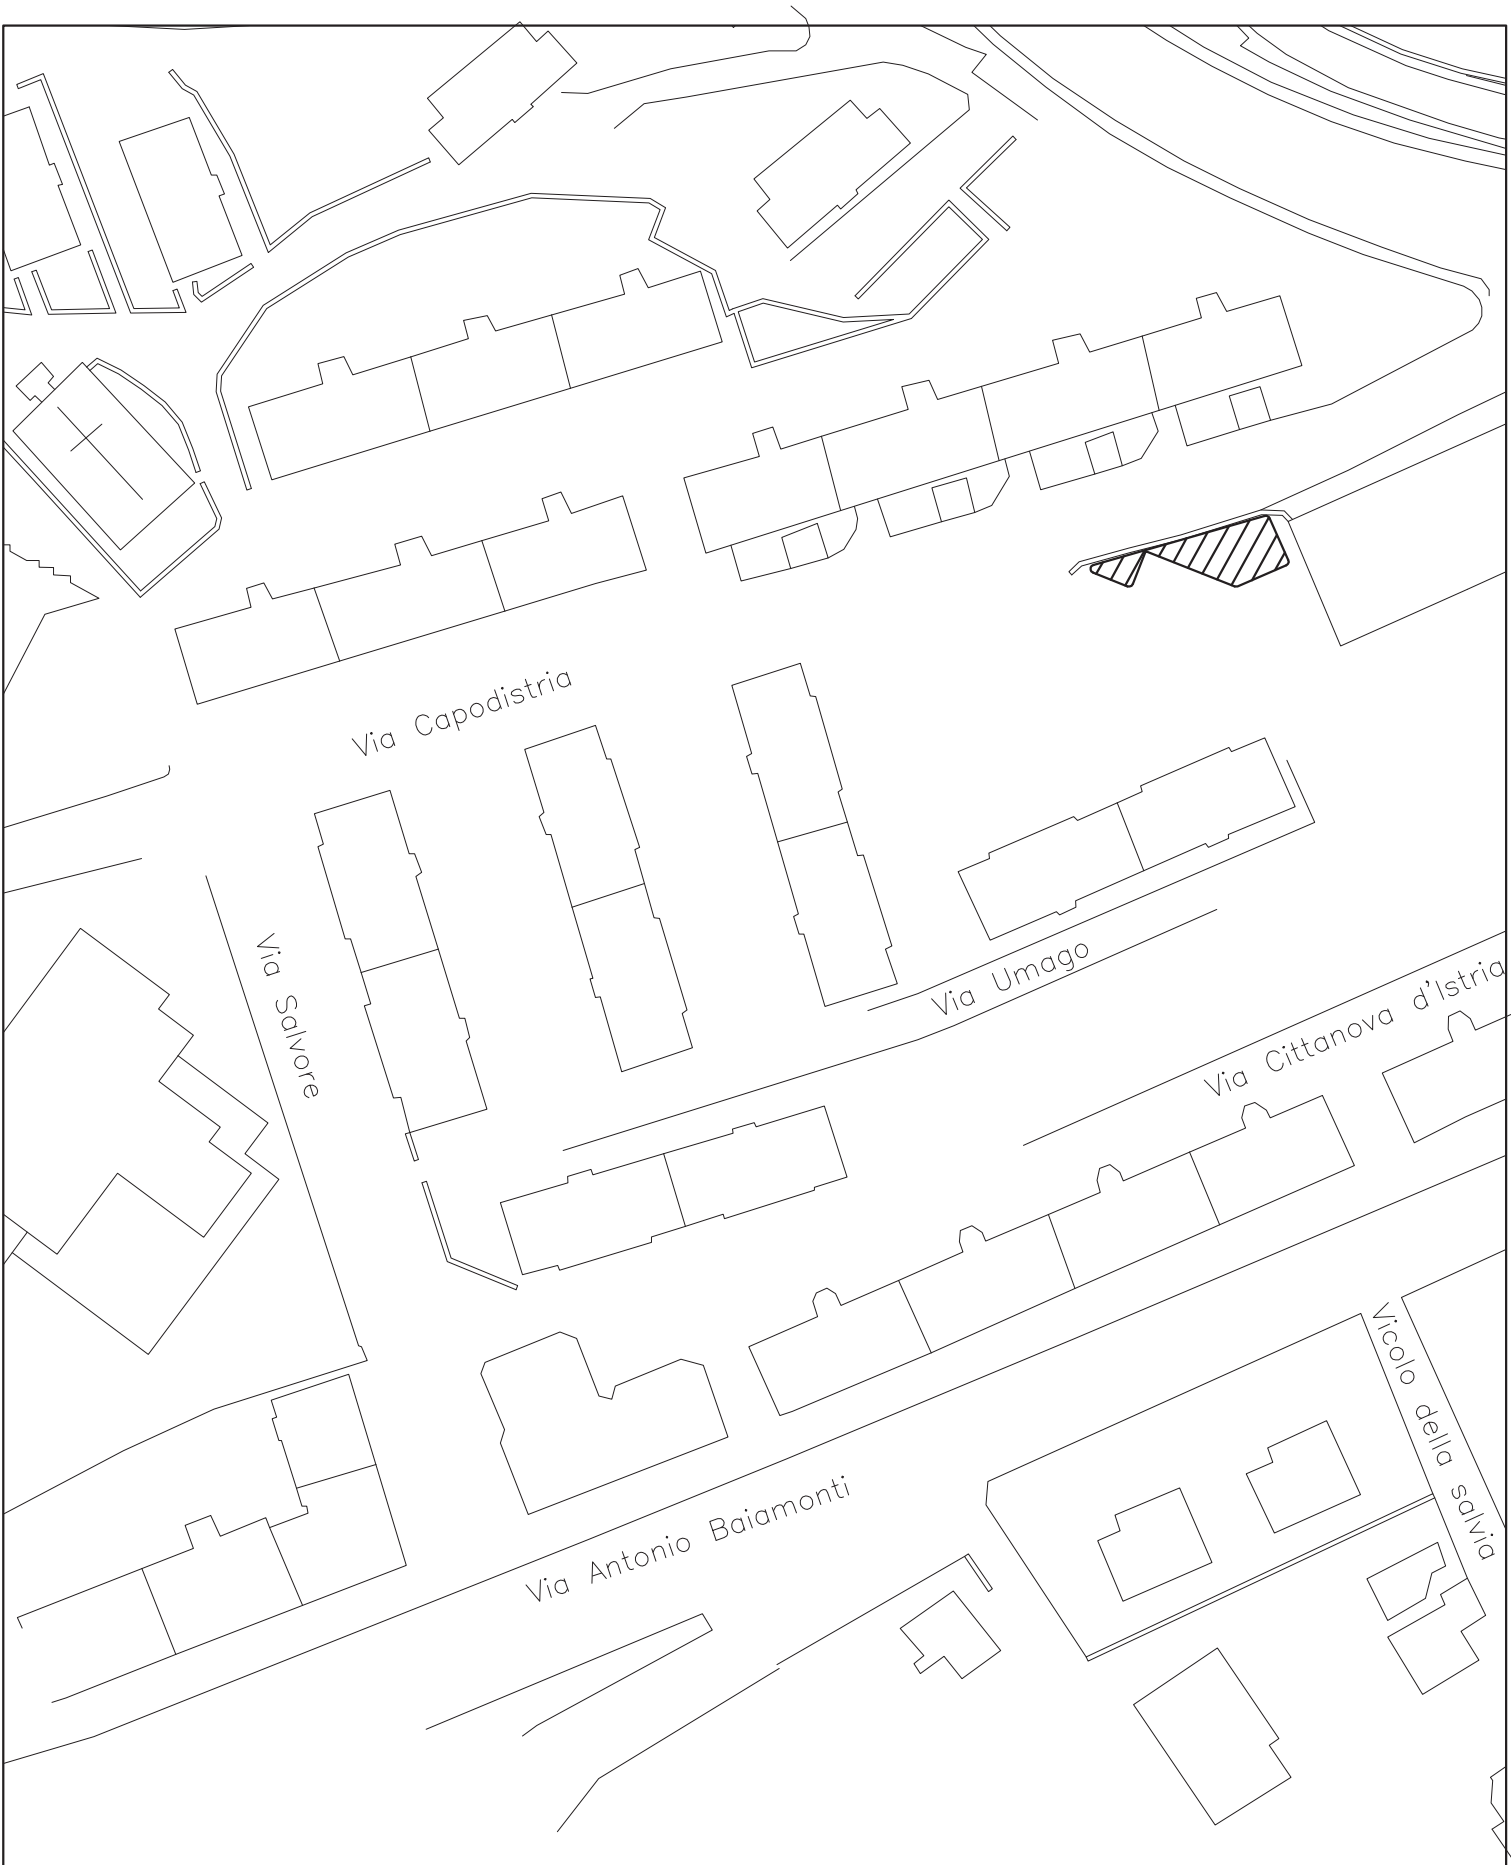 Via Capodistria
Via Salvore
Via Umago
Via Cittanova d'Istria
Vicolo della salvia
Via Antonio Baiamonti